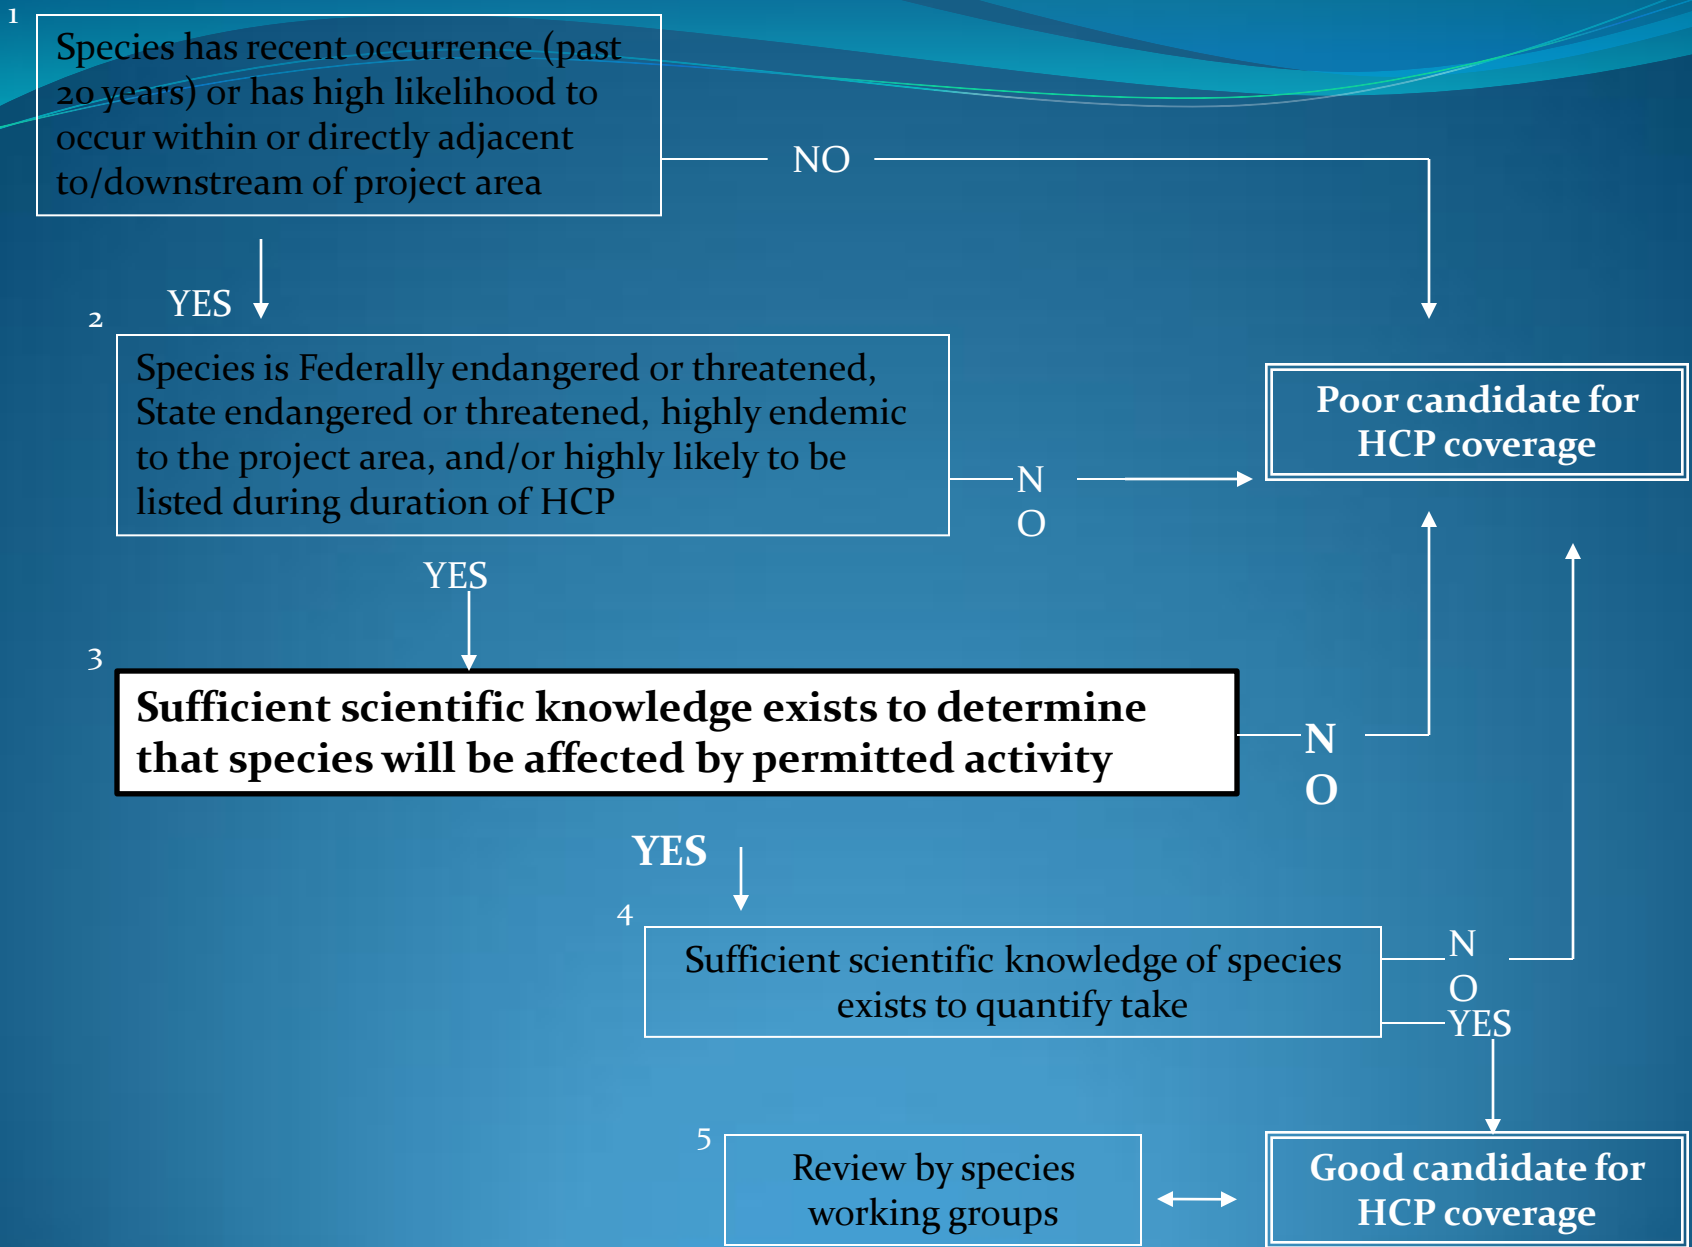 1
Species has recent occurrence (past
20 years) or has high likelihood to
occur within or directly adjacent
to/downstream of project area
NO
YES
2
Species is Federally endangered or threatened,
State endangered or threatened, highly endemic
to the project area, and/or highly likely to be
listed during duration of HCP
N
O
Poor candidate for
HCP coverage
YES
3
Sufficient scientific knowledge exists to determine
that species will be affected by permitted activity
N
O
YES
4
Sufficient scientific knowledge of species
exists to quantify take
N
O
YES
5
Review by species
working groups
Good candidate for
HCP coverage